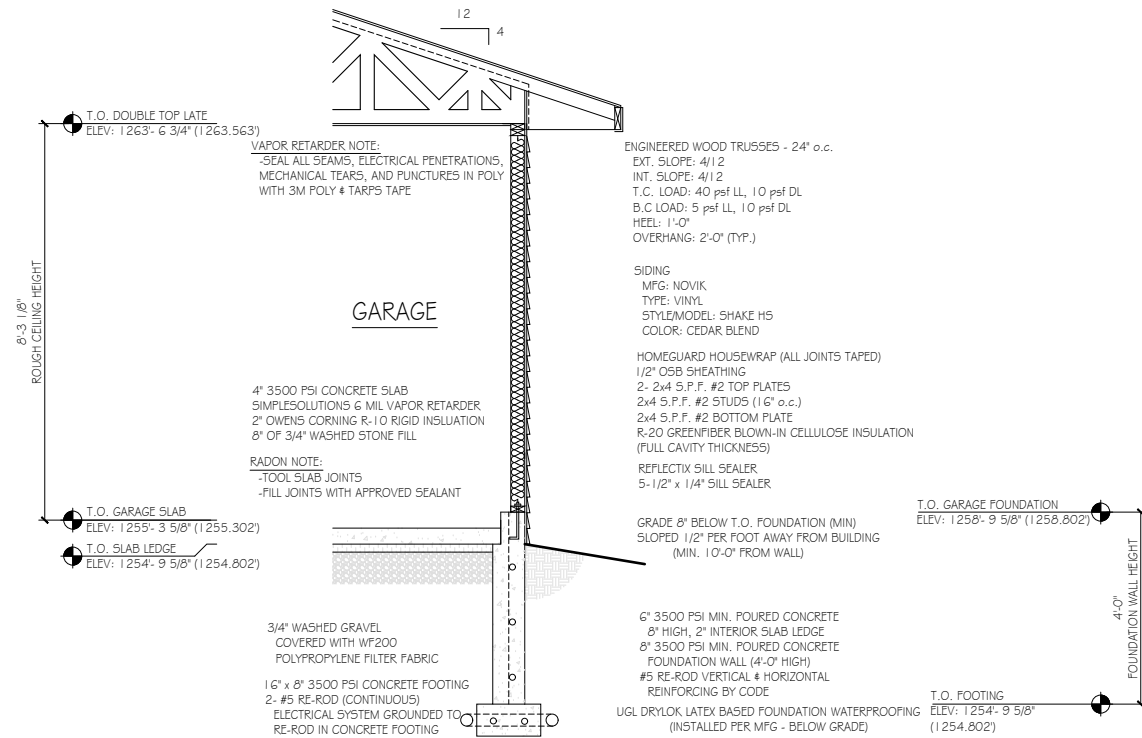 12
4
T.O. DOUBLE TOP LATE
ELEV: 1263'- 6 3/4" (1263.563')
VAPOR RETARDER NOTE:
-SEAL ALL SEAMS, ELECTRICAL PENETRATIONS,
MECHANICAL TEARS, AND PUNCTURES IN POLY
WITH 3M POLY & TARPS TAPE
ENGINEERED WOOD TRUSSES - 24" o.c.
EXT. SLOPE: 4/12
INT. SLOPE: 4/12
T.C. LOAD: 40 psf LL, 10 psf DL
B.C LOAD: 5 psf LL, 10 psf DL
HEEL: 1'-0"
OVERHANG: 2'-0" (TYP.)
8'-3 1/8"
ROUGH CEILING HEIGHT
GARAGE
SIDING
MFG: NOVIK
TYPE: VINYL
STYLE/MODEL: SHAKE HS
COLOR: CEDAR BLEND
HOMEGUARD HOUSEWRAP (ALL JOINTS TAPED)
1/2" OSB SHEATHING
2- 2x4 S.P.F. #2 TOP PLATES
2x4 S.P.F. #2 STUDS (16" o.c.)
2x4 S.P.F. #2 BOTTOM PLATE
R-20 GREENFIBER BLOWN-IN CELLULOSE INSULATION
(FULL CAVITY THICKNESS)
REFLECTIX SILL SEALER
5-1/2" x 1/4" SILL SEALER
4" 3500 PSI CONCRETE SLAB
SIMPLESOLUTIONS 6 MIL VAPOR RETARDER
2" OWENS CORNING R-10 RIGID INSLUATION
8" OF 3/4" WASHED STONE FILL
RADON NOTE:
-TOOL SLAB JOINTS
-FILL JOINTS WITH APPROVED SEALANT
T.O. GARAGE SLAB
ELEV: 1255'- 3 5/8" (1255.302')
T.O. SLAB LEDGE
ELEV: 1254'- 9 5/8" (1254.802')
GRADE 8" BELOW T.O. FOUNDATION (MIN)
SLOPED 1/2" PER FOOT AWAY FROM BUILDING
(MIN. 10'-0" FROM WALL)
T.O. GARAGE FOUNDATION
ELEV: 1258'- 9 5/8" (1258.802')
4'-0"
FOUNDATION WALL HEIGHT
3/4" WASHED GRAVEL
COVERED WITH WF200
POLYPROPYLENE FILTER FABRIC
16" x 8" 3500 PSI CONCRETE FOOTING
2- #5 RE-ROD (CONTINUOUS)
ELECTRICAL SYSTEM GROUNDED TO
RE-ROD IN CONCRETE FOOTING
6" 3500 PSI MIN. POURED CONCRETE
8" HIGH, 2" INTERIOR SLAB LEDGE
8" 3500 PSI MIN. POURED CONCRETE
FOUNDATION WALL (4'-0" HIGH)
#5 RE-ROD VERTICAL & HORIZONTAL
REINFORCING BY CODE
UGL DRYLOK LATEX BASED FOUNDATION WATERPROOFING
(INSTALLED PER MFG - BELOW GRADE)
T.O. FOOTING
ELEV: 1254'- 9 5/8"
(1254.802')